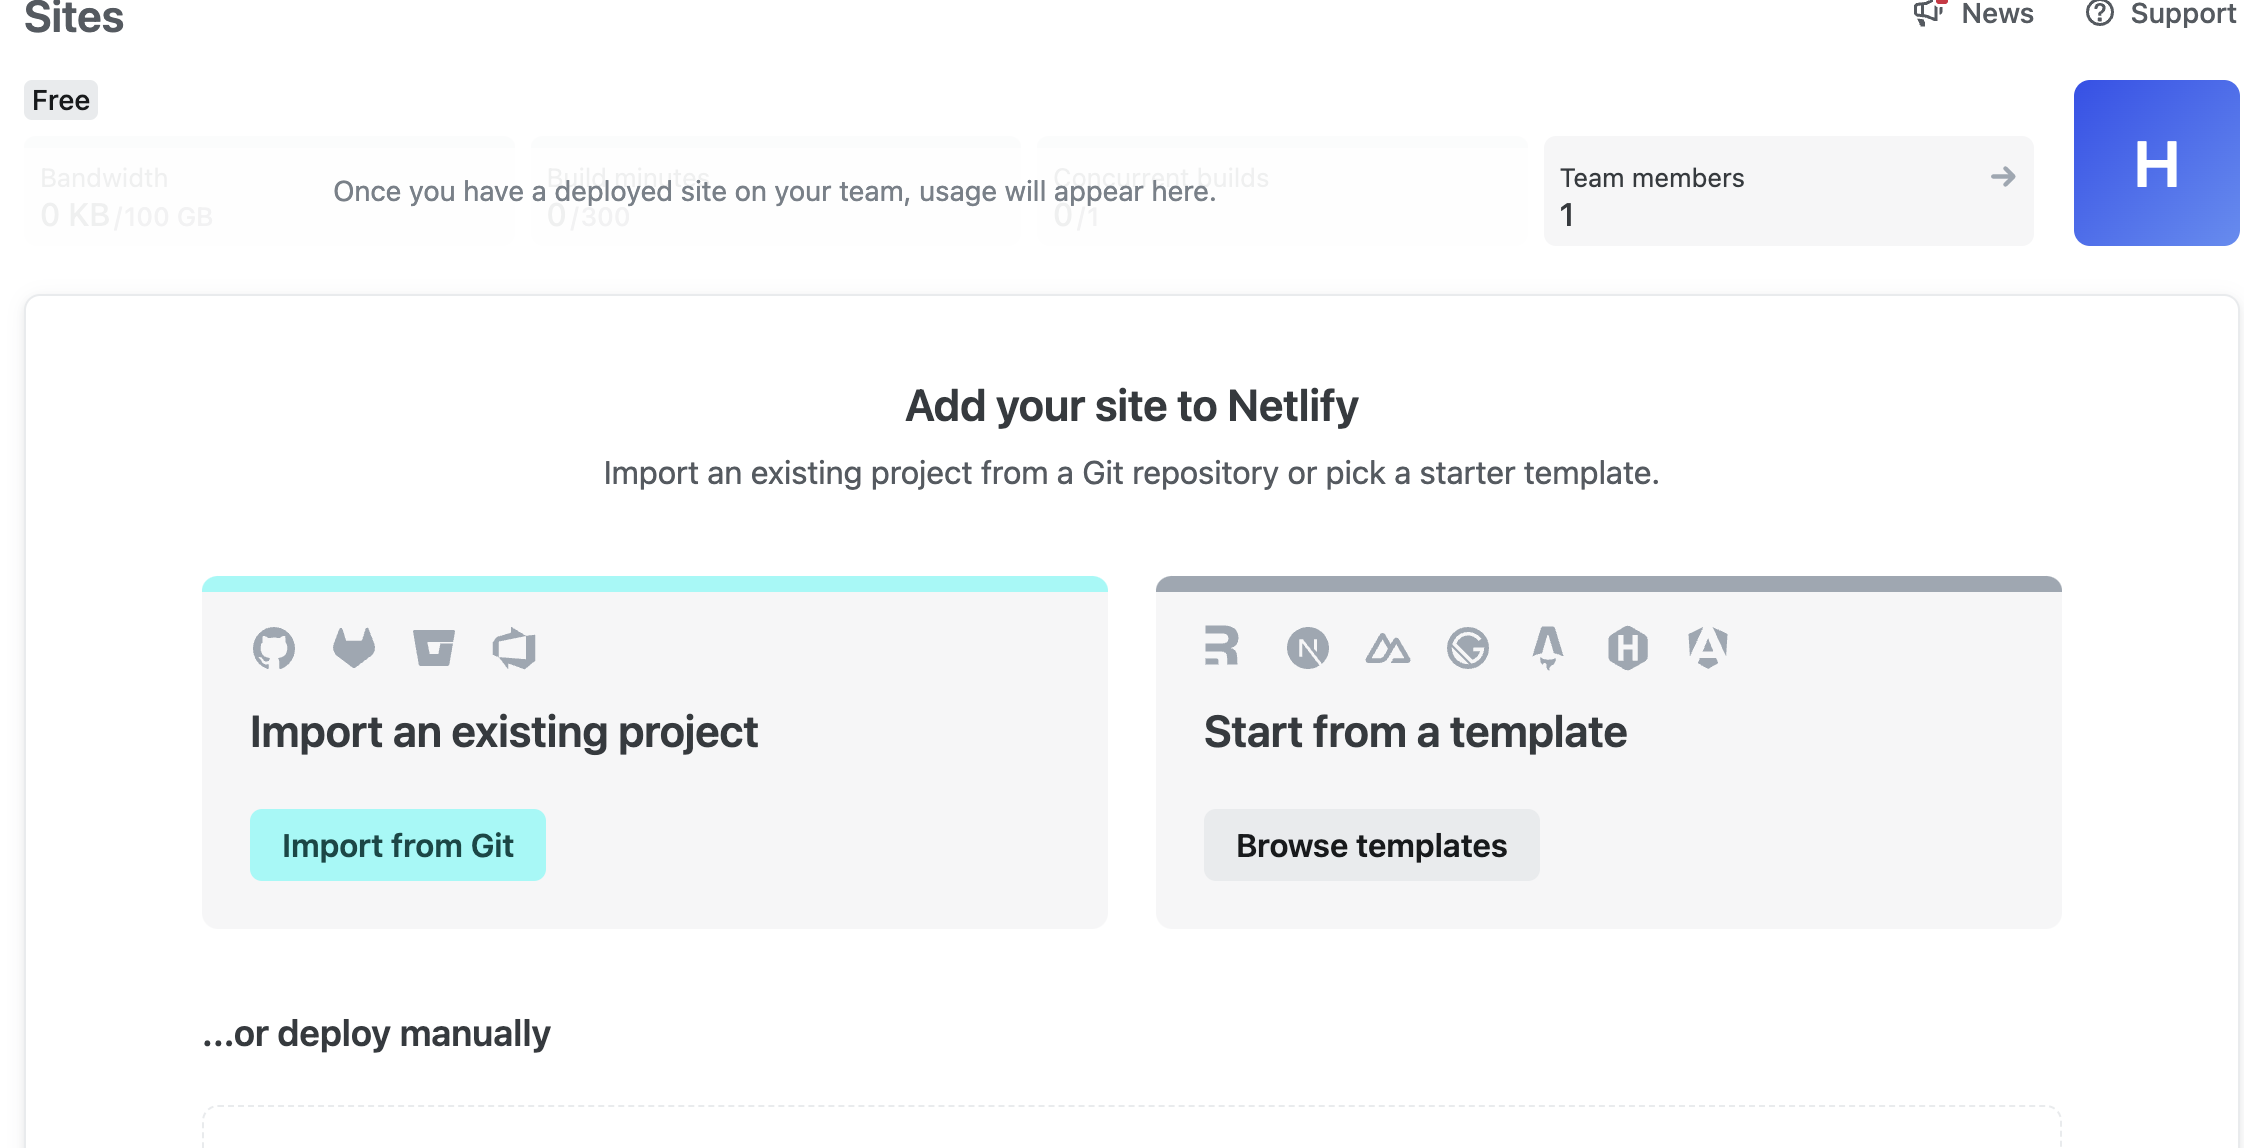 Sites
News
Support
Free
Bandwidth
0 KB/100 GB
Build minutes
0/300
Concurrent builds
0/1
Once you have a deployed site on your team, usage will appear here.
Team members
1
H
Add your site to Netlify
Import an existing project from a Git repository or pick a starter template.
Import an existing project
Import from Git
Start from a template
Browse templates
...or deploy manually